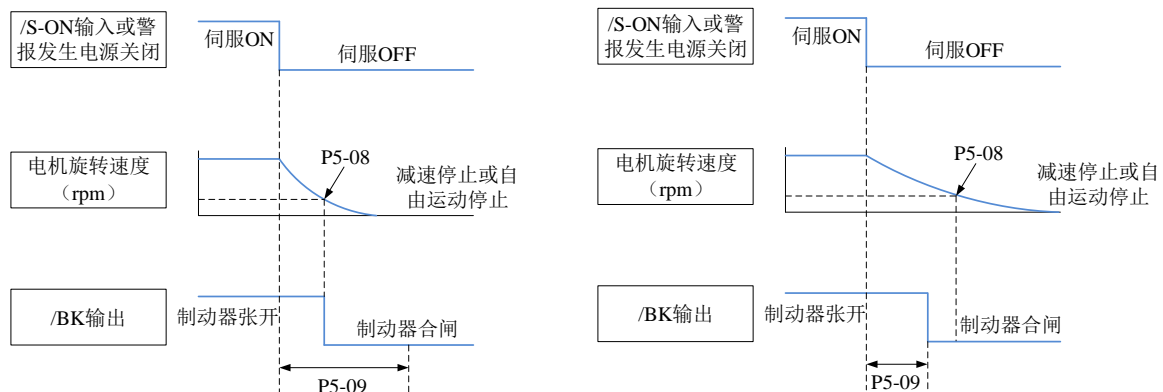 /S-ON输入或警
报发生电源关闭
伺服ON
伺服OFF
电机旋转速度
（rpm）
P5-08
减速停止或自
由运动停止
/BK输出
制动器张开
制动器合闸
P5-09
/S-ON输入或警
报发生电源关闭
伺服ON
伺服OFF
电机旋转速度
（rpm）
P5-08
减速停止或自
由运动停止
/BK输出
制动器张开
制动器合闸
P5-09